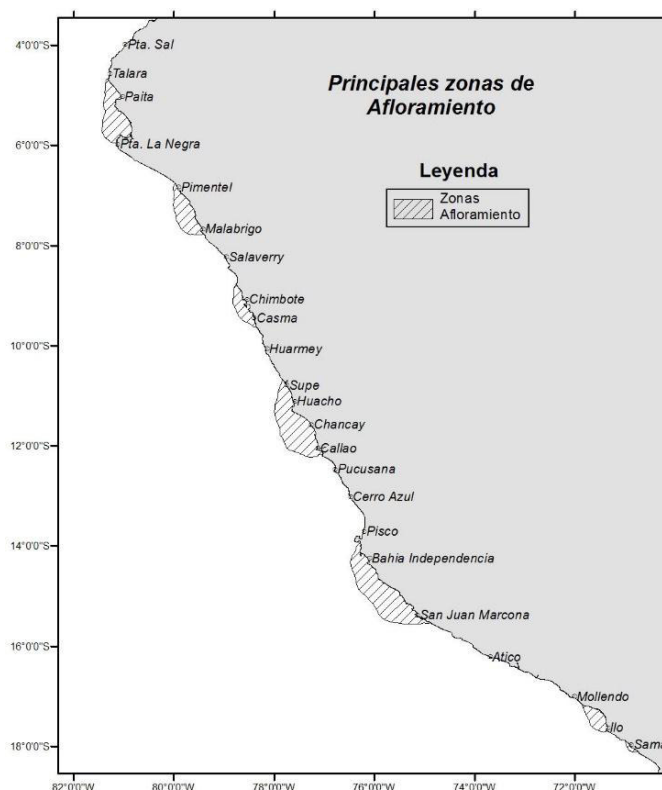 Principales zonas de
Afloramiento
Leyenda
Zonas
Afloramiento
4°0'0"S
6°0'0"S
8°0'0"S
10°0'0"S
12°0'0"S
14°0'0"S
16°0'0"S
18°0'0"S
Pta. Sal
Talara
Paita
Pta. La Negra
Pimentel
Malabrigo
Salaverry
Chimbote
Casma
Huarmey
Supe
Huacho
Chancay
Callao
Pucusana
Cerro Azul
Pisco
Bahía Independencia
San Juan Marcona
Atico
Mollendo
Ilo
Sama
82°0'0"W
80°0'0"W
78°0'0"W
76°0'0"W
74°0'0"W
72°0'0"W